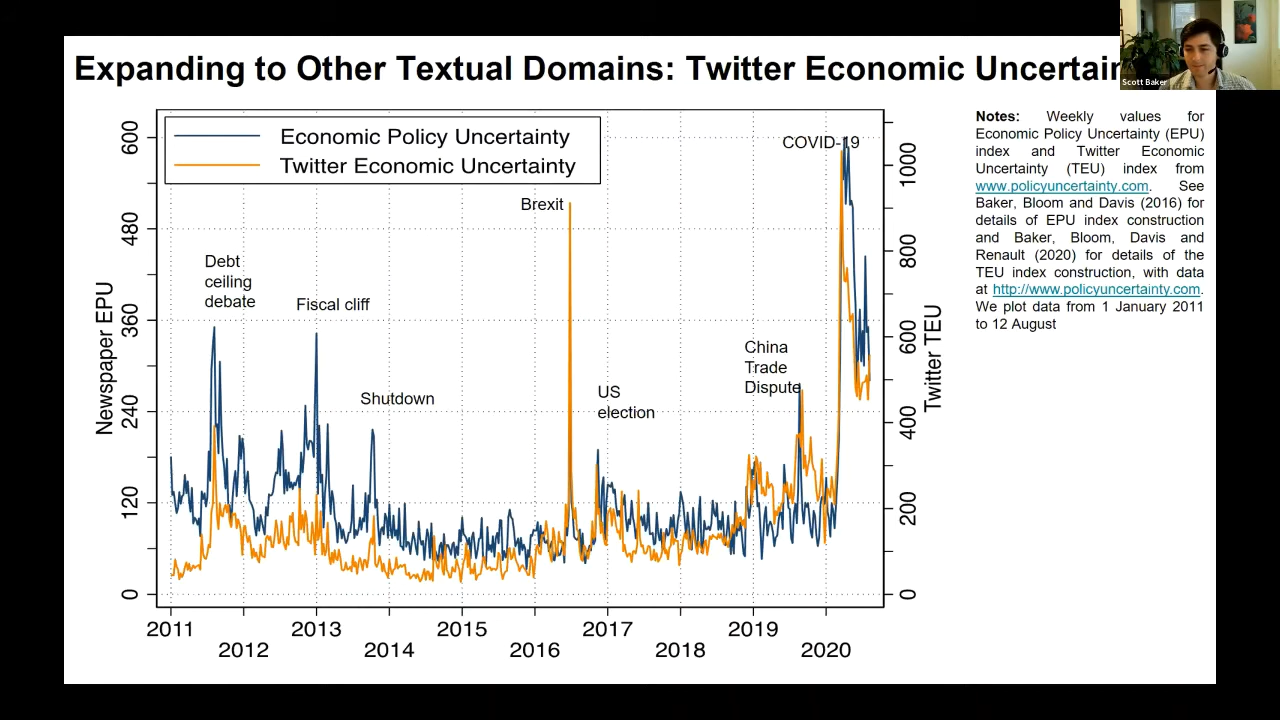 Expanding to Other Textual Domains: Twitter Economic Uncertain
Scott Baker
Economic Policy Uncertainty
Twitter Economic Uncertainty
Debt
ceiling
debate
Fiscal cliff
Shutdown
Brexit
US
election
China
Trade
Dispute
COVID-19
Newspaper EPU
0
120
240
360
480
600
Twitter TEU
0
200
400
600
800
1000
2011
2012
2013
2014
2015
2016
2017
2018
2019
2020
Notes: Weekly values for
Economic Policy Uncertainty (EPU)
index and Twitter Economic
Uncertainty (TEU) index from
www.policyuncertainty.com. See
Baker, Bloom and Davis (2016) for
details of EPU index construction
and Baker, Bloom, Davis and
Renault (2020) for details of the
TEU index construction, with data
at http://www.policyuncertainty.com.
We plot data from 1 January 2011
to 12 August